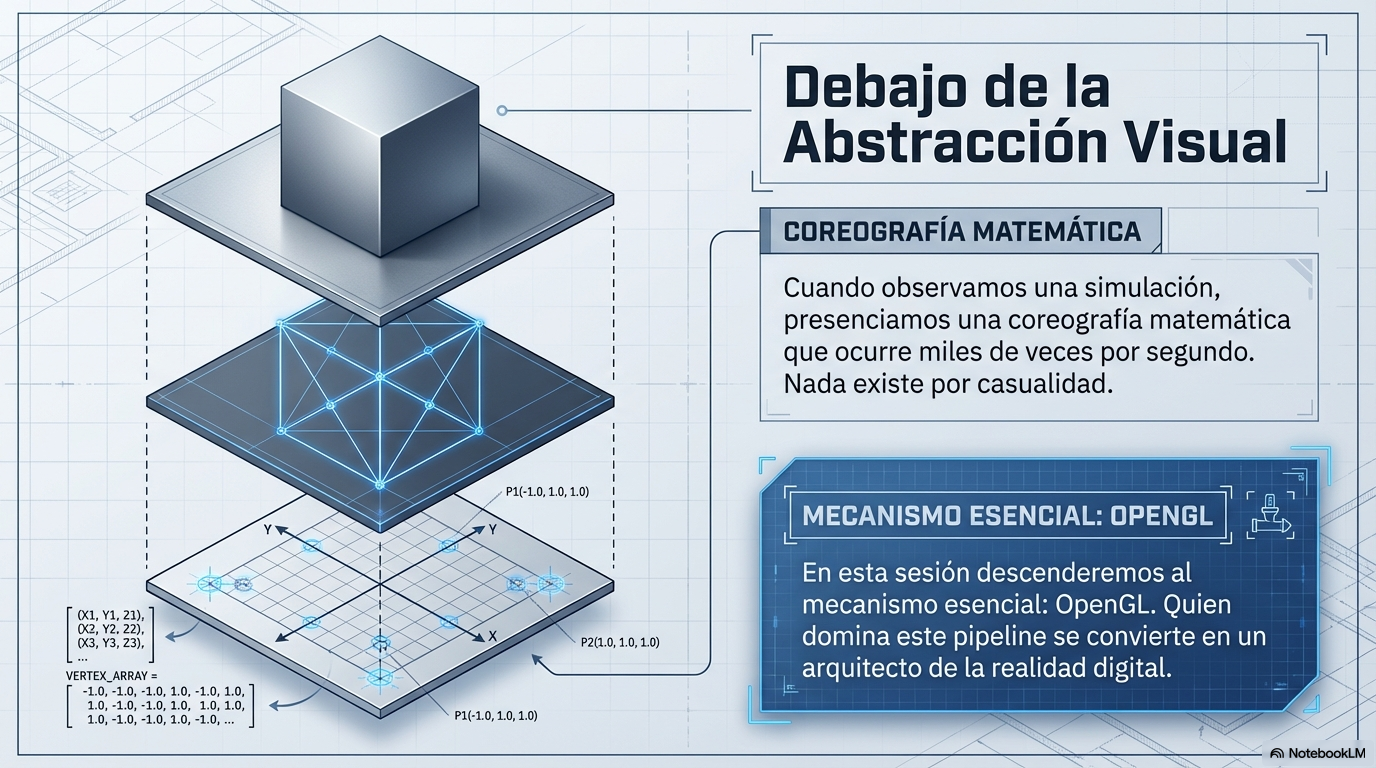 Debajo de la
Abstracción Visual
COREOGRAFÍA MATEMÁTICA
Cuando observamos una simulación,
presenciamos una coreografía matemática
que ocurre miles de veces por segundo.
Nada existe por casualidad.
MECANISMO ESENCIAL: OPENGL
En esta sesión descenderemos al
mecanismo esencial: OpenGL. Quien
domina este pipeline se convierte en un
arquitecto de la realidad digital.
P1(-1.0, 1.0, 1.0)
Y
Y
X
P2(1.0, 1.0, 1.0)
P1(-1.0, 1.0, 1.0)
(X1, Y1, 21),
(X2, Y2, 22),
(X3, Y3, Z3),
...
VERTEX_ARRAY =
-1.0, -1.0, -1.0, 1.0, -1.0, 1.0,
1.0, -1.0, -1.0, 1.0, 1.0, 1.0,
1.0, -1.0, -1.0, 1.0, -1.0, ...
NotebookLM